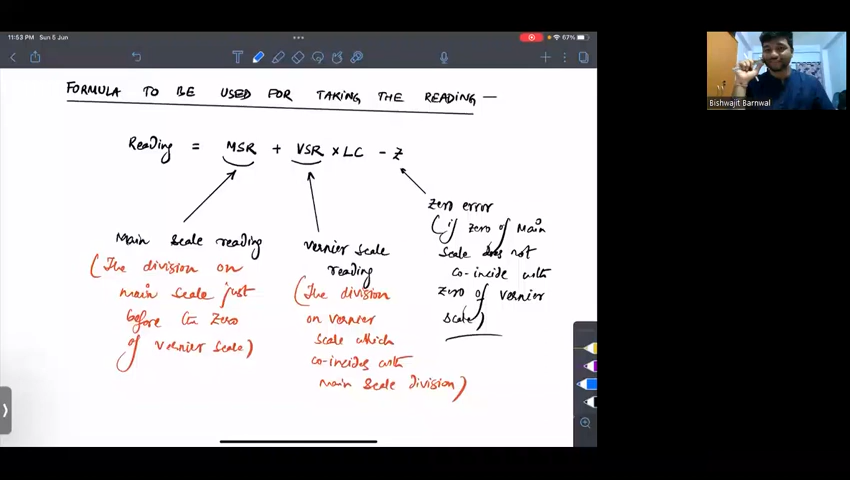 11:53 PM Sun 5 Jun
67%
FORMULA TO BE USED FOR TAKING THE READING —
Reading = MSR + VSR × LC - Z
Main scale reading
(The division on
main scale just
before the zero
of vernier scale)
Vernier scale
reading
(The division
on vernier
scale which
co-incides with
main scale division)
Zero error
(if zero of Main
scale does not
co-incide with
zero of vernier
scale)
Bishwajit Barnwal